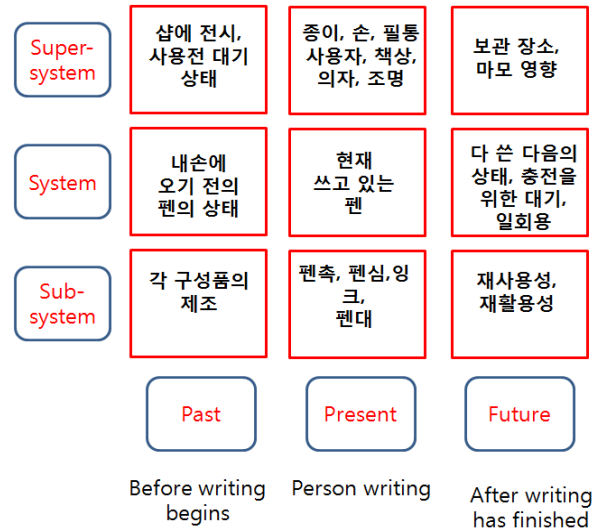 Super-
system
샵에 전시,
사용전 대기
상태
종이, 손, 필통
사용자, 책상,
의자, 조명
보관 장소,
마모 영향
System
내손에
오기 전의
펜의 상태
현재
쓰고 있는
펜
다 쓴 다음의
상태, 충전을
위한 대기,
일회용
Sub-
system
각 구성품의
제조
펜촉, 펜심,잉
크,
펜대
재사용성,
재활용성
Past
Present
Future
Before writing
begins
Person writing
After writing
has finished